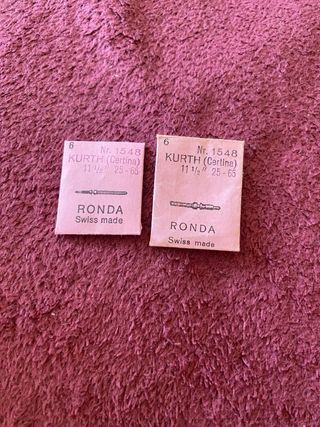 6
Nr. 1548
KURTH (Certina)
11 ½''' 25-65
RONDA
Swiss made
6
Nr. 1548
KURTH (Certina)
11 ½''' 25-65
RONDA
Swiss made